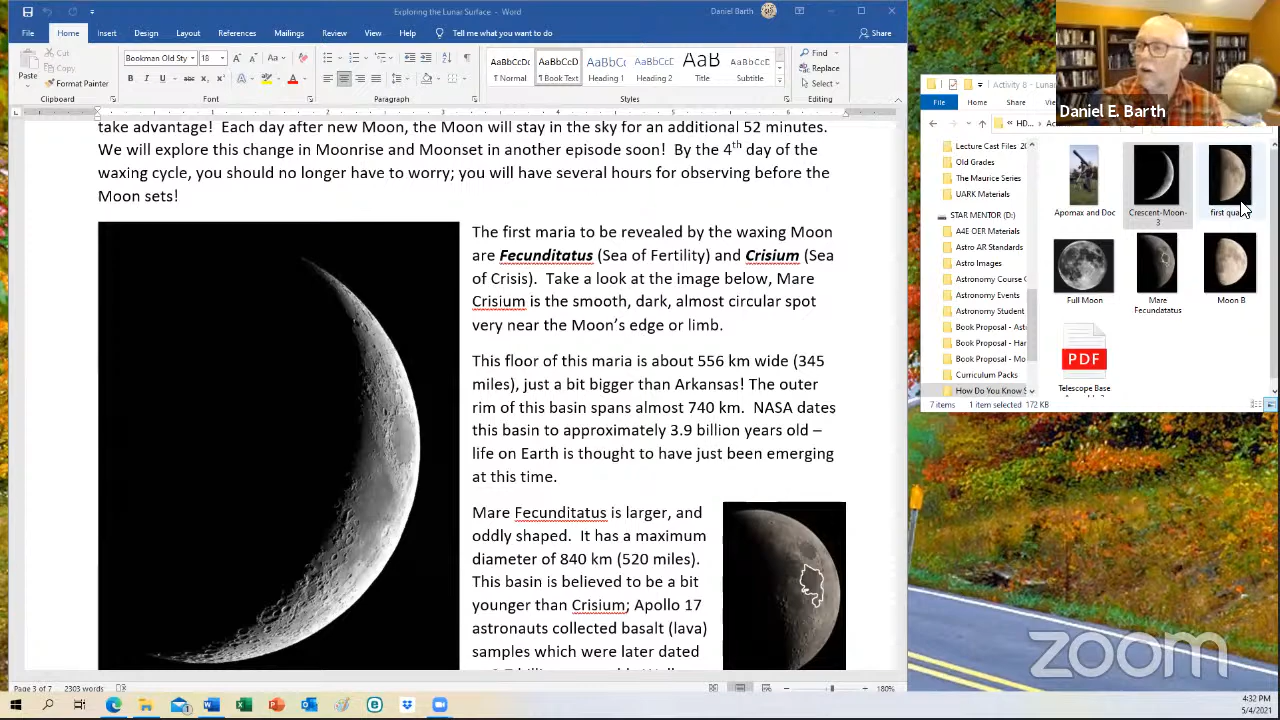 Exploring the Lunar Surface - Word
Daniel Barth
File Home Insert Design Layout References Mailings Review View Help Tell me what you want to do Share
Paste
Cut
Copy
Format Painter
Clipboard
Bookman Old Sty 18
Font
Paragraph
AaBbCcDc AaBbCcD AaBbCc AaBbCcC AaB AaBbCcC
¶ Normal ¶ Book Text Heading 1 Heading 2 Title Subtitle
Styles
Find
Replace
Select
Editing
take advantage! Each day after new Moon, the Moon will stay in the sky for an additional 52 minutes.
We will explore this change in Moonrise and Moonset in another episode soon! By the 4th day of the
waxing cycle, you should no longer have to worry; you will have several hours for observing before the
Moon sets!
The first maria to be revealed by the waxing Moon
are Fecunditatus (Sea of Fertility) and Crisium (Sea
of Crisis). Take a look at the image below, Mare
Crisium is the smooth, dark, almost circular spot
very near the Moon's edge or limb.
This floor of this maria is about 556 km wide (345
miles), just a bit bigger than Arkansas! The outer
rim of this basin spans almost 740 km. NASA dates
this basin to approximately 3.9 billion years old –
life on Earth is thought to have just been emerging
at this time.
Mare Fecunditatus is larger, and
oddly shaped. It has a maximum
diameter of 840 km (520 miles).
This basin is believed to be a bit
younger than Crisium; Apollo 17
astronauts collected basalt (lava)
samples which were later dated
Page 3 of 7 2303 words
180%
Daniel E. Barth
Activity 8 - Lunar
File Home Share
HD...
Lecture Cast Files
Old Grades
The Maurice Series
UARK Materials
STAR MENTOR (D:)
A4E OER Materials
Astro AR Standards
Astro Images
Astronomy Course
Astronomy Events
Astronomy Student
Book Proposal - Ast
Book Proposal - Har
Book Proposal - Mo
Curriculum Packs
How Do You Know S
Apomax and Doc
Crescent-Moon-
3
first
Full Moon
Mare
Fecundatatus
Moon B
PDF
Telescope Base
7 items 1 item selected 172 KB
zoom
4:32 PM
5/4/2021